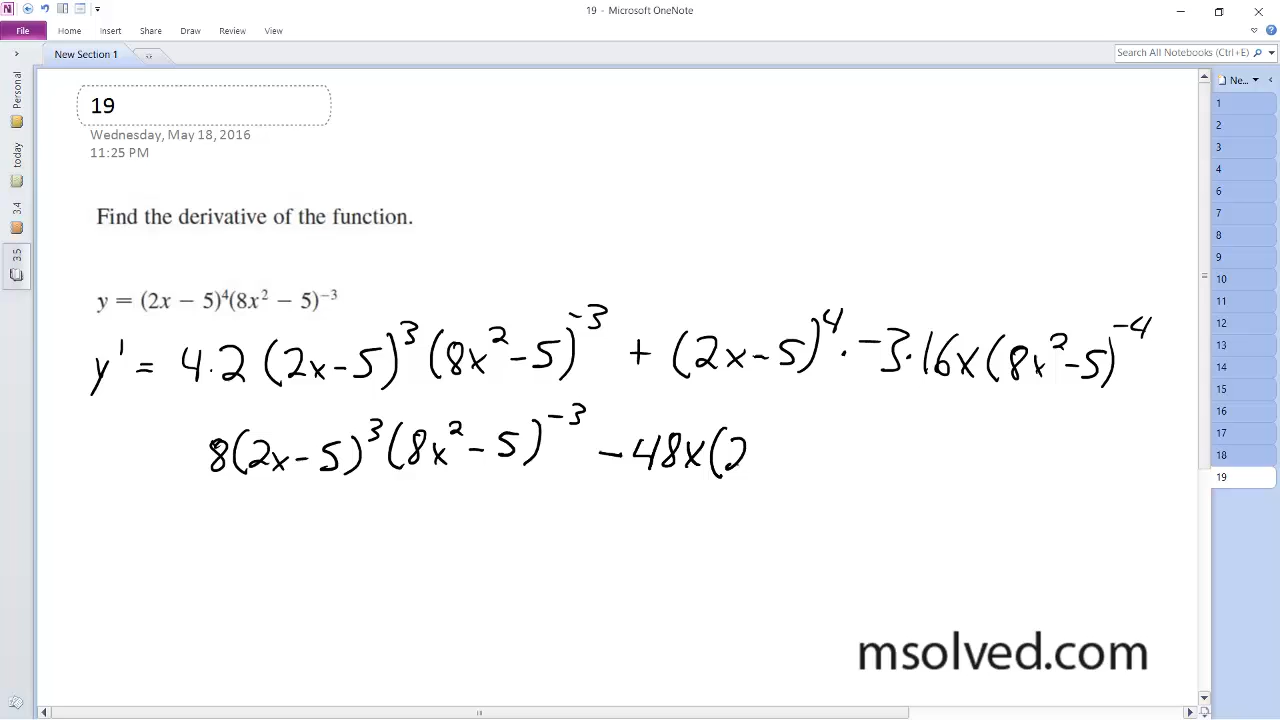 19 - Microsoft OneNote
File Home Insert Share Draw Review View
New Section 1
Search All Notebooks (Ctrl+E)
Personal
today
3.4
3.5
19
Wednesday, May 18, 2016
11:25 PM
Find the derivative of the function.
y = (2x − 5)⁴(8x² − 5)⁻³
y' = 4·2(2x-5)³(8x²-5)⁻³ + (2x-5)⁴·-3·16x(8x²-5)⁻⁴
8(2x-5)³(8x²-5)⁻³ -48x(2
msolved.com
Ne...
1
2
3
4
6
7
8
9
10
11
12
13
14
15
16
17
18
19